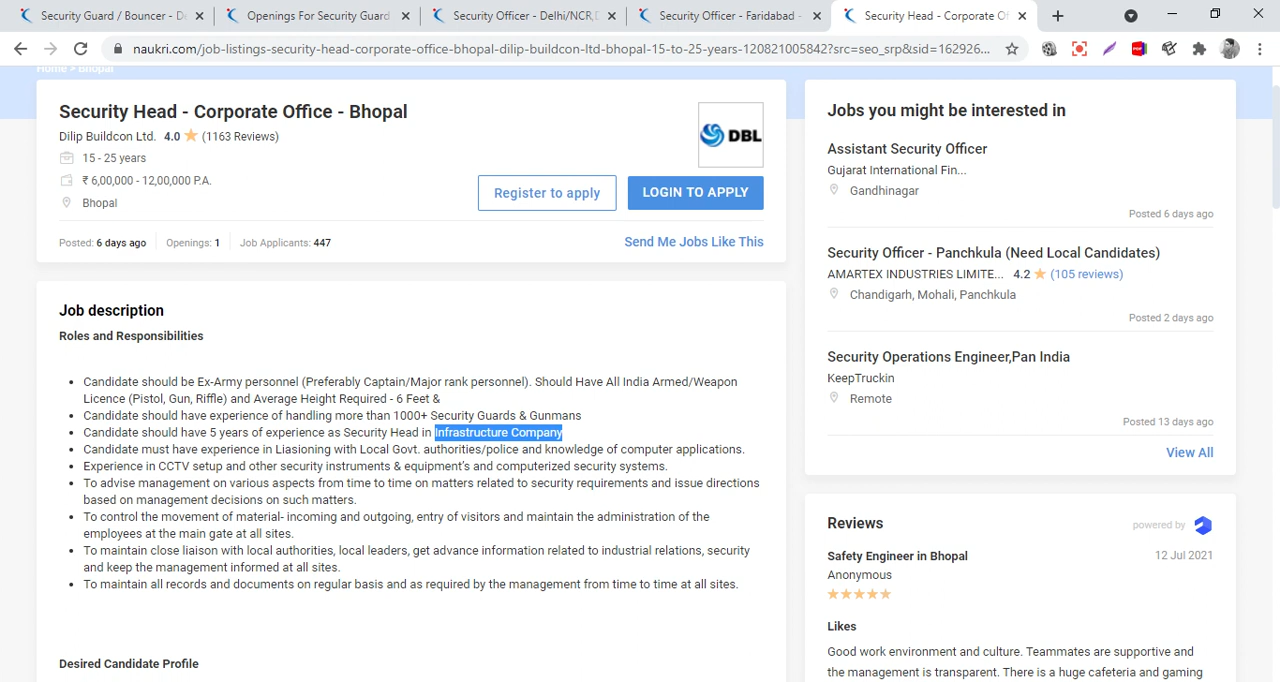 Security Guard / Bouncer - De
Openings For Security Guard
Security Officer - Delhi/NCR,D
Security Officer - Faridabad -
Security Head - Corporate Of
naukri.com/job-listings-security-head-corporate-office-bhopal-dilip-buildcon-ltd-bhopal-15-to-25-years-120821005842?src=seo_srp&sid=162926...
Home > Bhopal
Security Head - Corporate Office - Bhopal
Dilip Buildcon Ltd. 4.0 ★ (1163 Reviews)
15 - 25 years
₹ 6,00,000 - 12,00,000 P.A.
Bhopal
DBL
Register to apply
LOGIN TO APPLY
Posted: 6 days ago Openings: 1 Job Applicants: 447
Send Me Jobs Like This
Job description
Roles and Responsibilities
• Candidate should be Ex-Army personnel (Preferably Captain/Major rank personnel). Should Have All India Armed/Weapon
Licence (Pistol, Gun, Riffle) and Average Height Required - 6 Feet &
• Candidate should have experience of handling more than 1000+ Security Guards & Gunmans
• Candidate should have 5 years of experience as Security Head in Infrastructure Company
• Candidate must have experience in Liasioning with Local Govt. authorities/police and knowledge of computer applications.
• Experience in CCTV setup and other security instruments & equipment's and computerized security systems.
• To advise management on various aspects from time to time on matters related to security requirements and issue directions
based on management decisions on such matters.
• To control the movement of material- incoming and outgoing, entry of visitors and maintain the administration of the
employees at the main gate at all sites.
• To maintain close liaison with local authorities, local leaders, get advance information related to industrial relations, security
and keep the management informed at all sites.
• To maintain all records and documents on regular basis and as required by the management from time to time at all sites.
Desired Candidate Profile
Jobs you might be interested in
Assistant Security Officer
Gujarat International Fin...
Gandhinagar
Posted 6 days ago
Security Officer - Panchkula (Need Local Candidates)
AMARTEX INDUSTRIES LIMITE... 4.2 ★ (105 reviews)
Chandigarh, Mohali, Panchkula
Posted 2 days ago
Security Operations Engineer,Pan India
KeepTruckin
Remote
Posted 13 days ago
View All
Reviews
powered by
Safety Engineer in Bhopal
12 Jul 2021
Anonymous
★★★★★
Likes
Good work environment and culture. Teammates are supportive and
the management is transparent. There is a huge cafeteria and gaming